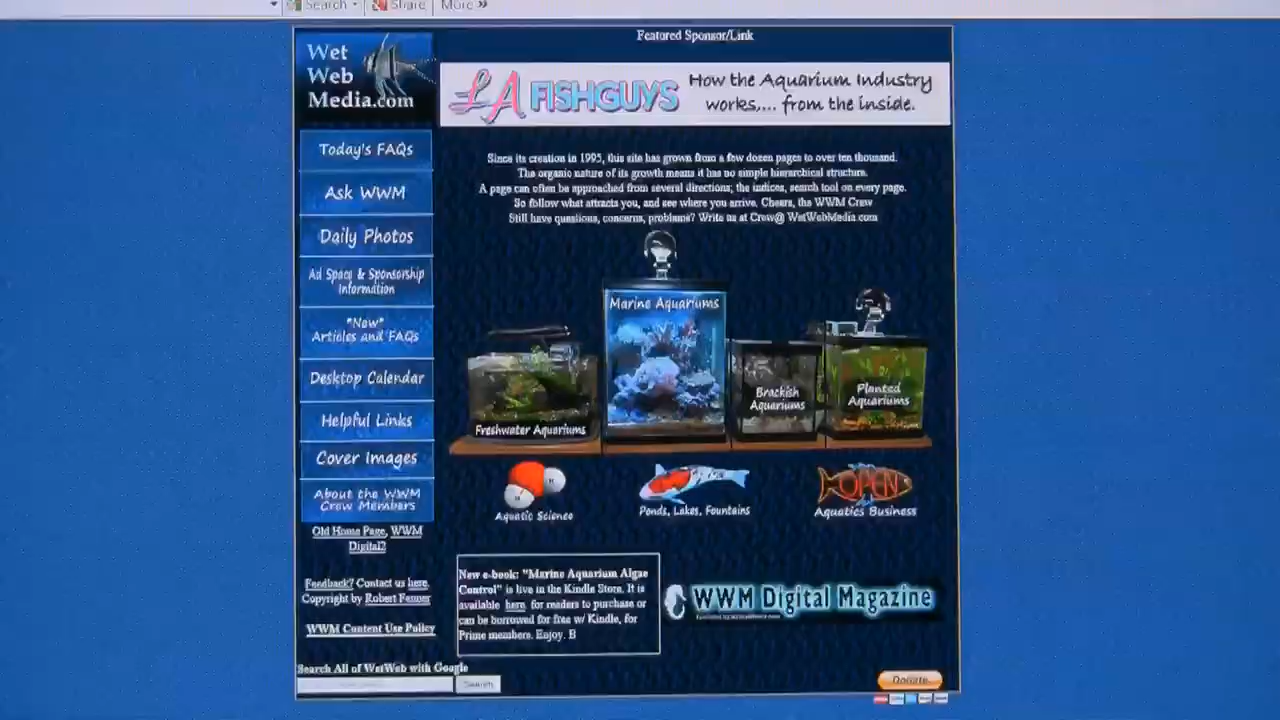 Search
Share
More »
Featured Sponsor/Link
Wet
Web
Media.com
LA FISHGUYS
How the Aquarium Industry
works,... from the inside.
Today's FAQs
Ask WWM
Daily Photos
Ad Space & Sponsorship
Information
"New"
Articles and FAQs
Desktop Calendar
Helpful Links
Cover Images
About the WWM
Crew Members
Old Home Page, WWM
Digital2
Feedback? Contact us here.
Copyright by Robert Fenner
WWM Content Use Policy
Search All of WetWeb with Google
Search
Since its creation in 1995, this site has grown from a few dozen pages to over ten thousand.
The organic nature of its growth means it has no simple hierarchical structure.
A page can often be approached from several directions; the indices, search tool on every page.
So follow what attracts you, and see where you arrive. Cheers, the WWM Crew
Still have questions, concerns, problems? Write us at Crew@ WetWebMedia.com
Marine Aquariums
Freshwater Aquariums
Brackish
Aquariums
Planted
Aquariums
Aquatic Science
Ponds, Lakes, Fountains
OPEN
Aquatics Business
New e-book: "Marine Aquarium Algae
Control" is live in the Kindle Store. It is
available here for readers to purchase or
can be borrowed for free w/ Kindle, for
Prime members. Enjoy. B
WWM Digital Magazine
Donate